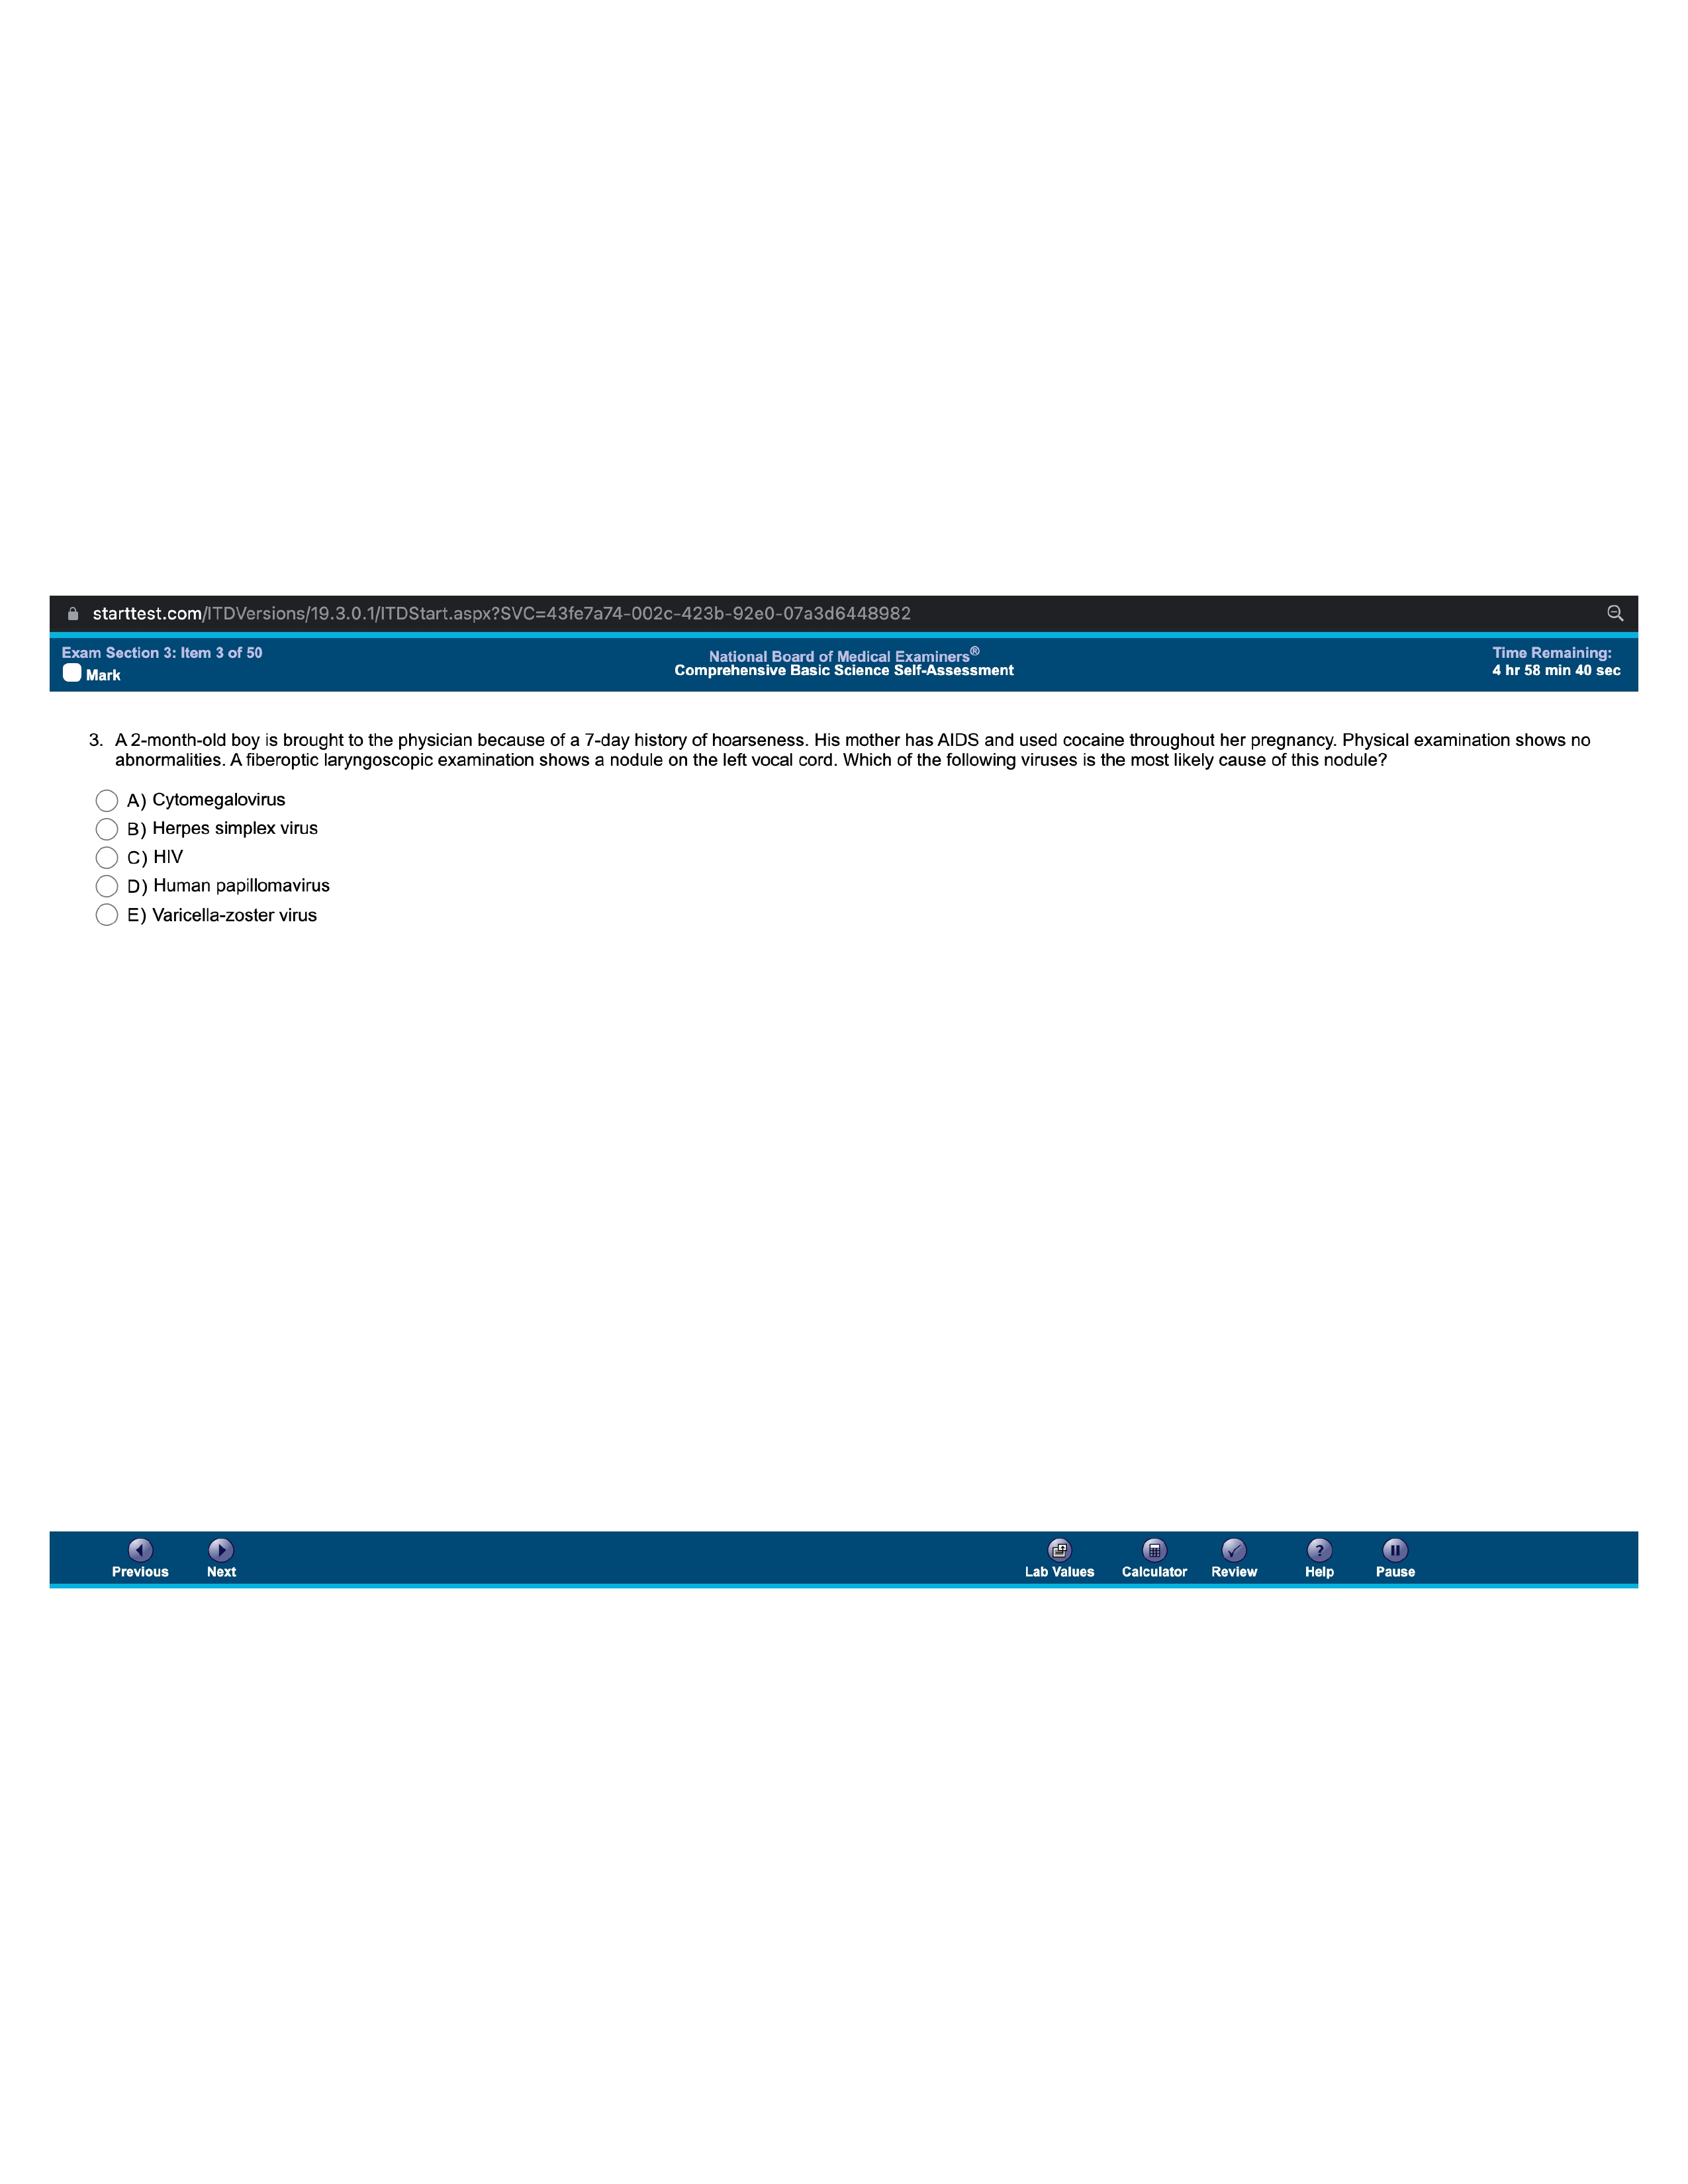 starttest.com/ITDVersions/19.3.0.1/ITDStart.aspx?SVC=43fe7a74-002c-423b-92e0-07a3d6448982
Exam Section 3: Item 3 of 50
Mark
National Board of Medical Examiners®
Comprehensive Basic Science Self-Assessment
Time Remaining:
4 hr 58 min 40 sec
3. A 2-month-old boy is brought to the physician because of a 7-day history of hoarseness. His mother has AIDS and used cocaine throughout her pregnancy. Physical examination shows no
abnormalities. A fiberoptic laryngoscopic examination shows a nodule on the left vocal cord. Which of the following viruses is the most likely cause of this nodule?
A) Cytomegalovirus
B) Herpes simplex virus
C) HIV
D) Human papillomavirus
E) Varicella-zoster virus
Previous
Next
Lab Values
Calculator
Review
Help
Pause